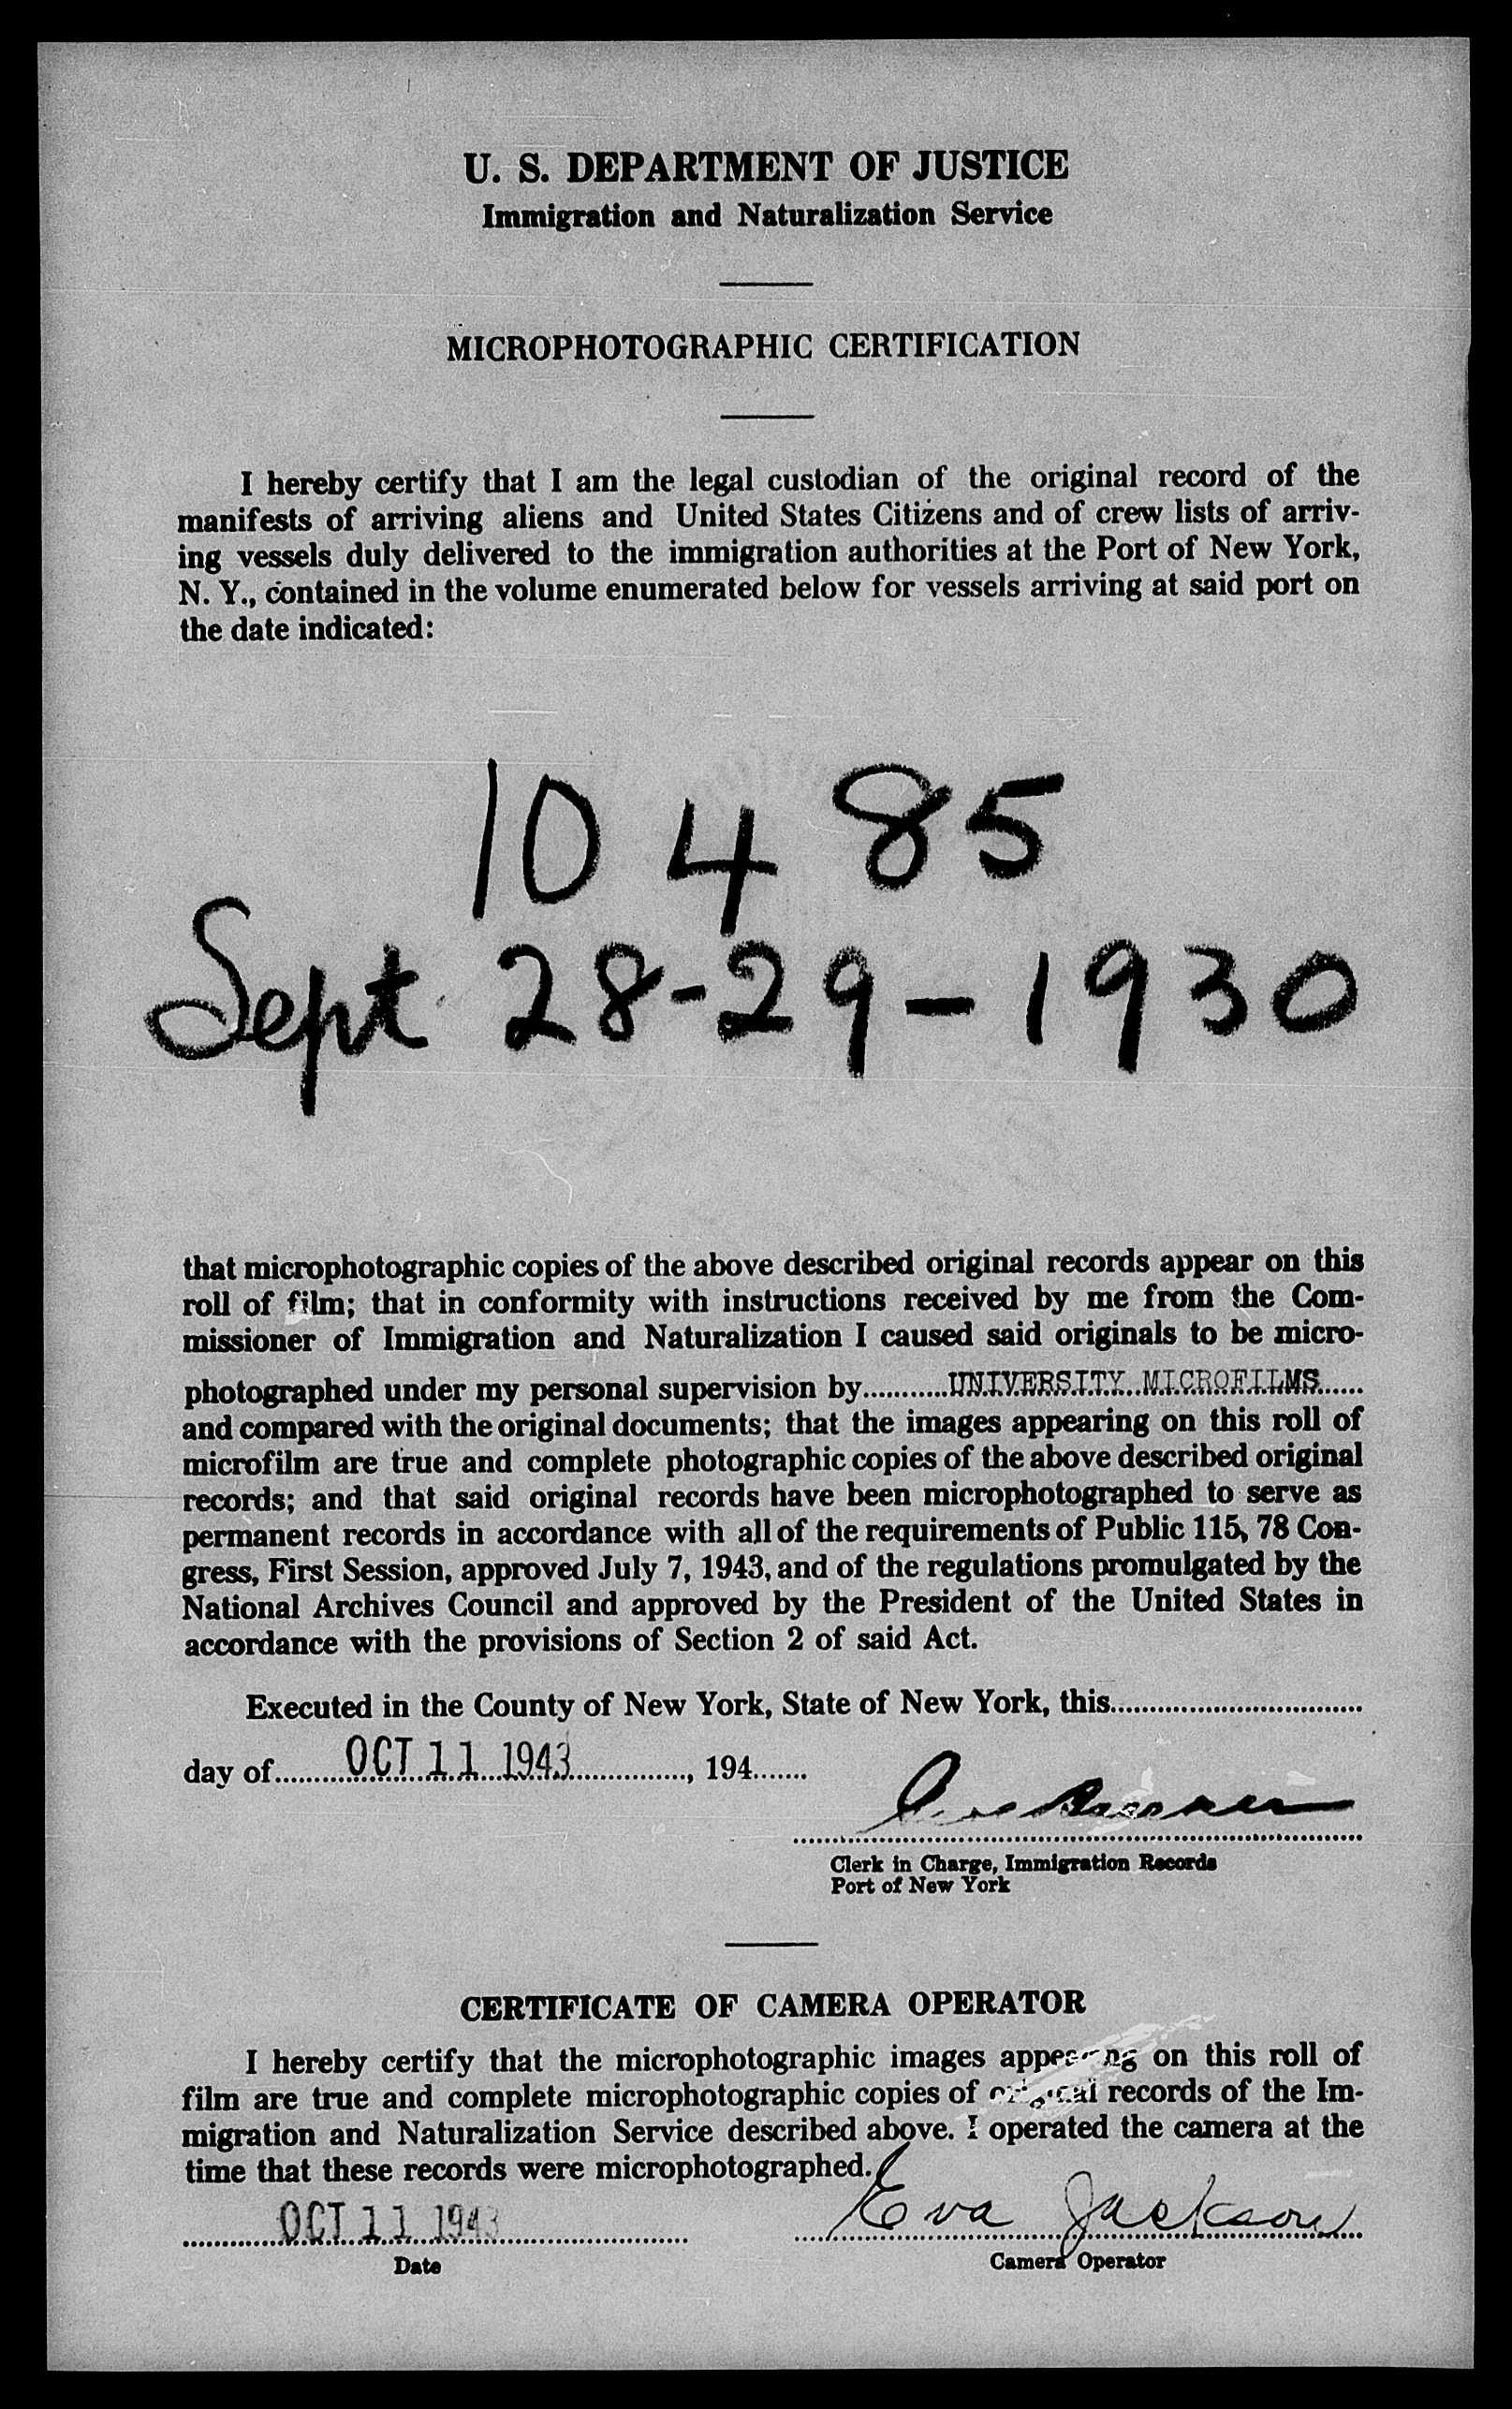 U. S. DEPARTMENT OF JUSTICE
Immigration and Naturalization Service
MICROPHOTOGRAPHIC CERTIFICATION
I hereby certify that I am the legal custodian of the original record of the
manifests of arriving aliens and United States Citizens and of crew lists of arriv-
ing vessels duly delivered to the immigration authorities at the Port of New York,
N. Y., contained in the volume enumerated below for vessels arriving at said port on
the date indicated:
10485
Sept 28-29-1930
that microphotographic copies of the above described original records appear on this
roll of film; that in conformity with instructions received by me from the Com-
missioner of Immigration and Naturalization I caused said originals to be micro-
photographed under my personal supervision by...........UNIVERSITY MICROFILMS......
and compared with the original documents; that the images appearing on this roll of
microfilm are true and complete photographic copies of the above described original
records; and that said original records have been microphotographed to serve as
permanent records in accordance with all of the requirements of Public 115, 78 Con-
gress, First Session, approved July 7, 1943, and of the regulations promulgated by the
National Archives Council and approved by the President of the United States in
accordance with the provisions of Section 2 of said Act.
Executed in the County of New York, State of New York, this................................
day of.........OCT 11 1943..............., 194.......
Clerk in Charge, Immigration Records
Port of New York
CERTIFICATE OF CAMERA OPERATOR
I hereby certify that the microphotographic images appearing on this roll of
film are true and complete microphotographic copies of original records of the Im-
migration and Naturalization Service described above. I operated the camera at the
time that these records were microphotographed.
OCT 11 1943 Eva Jackson
Date Camera Operator